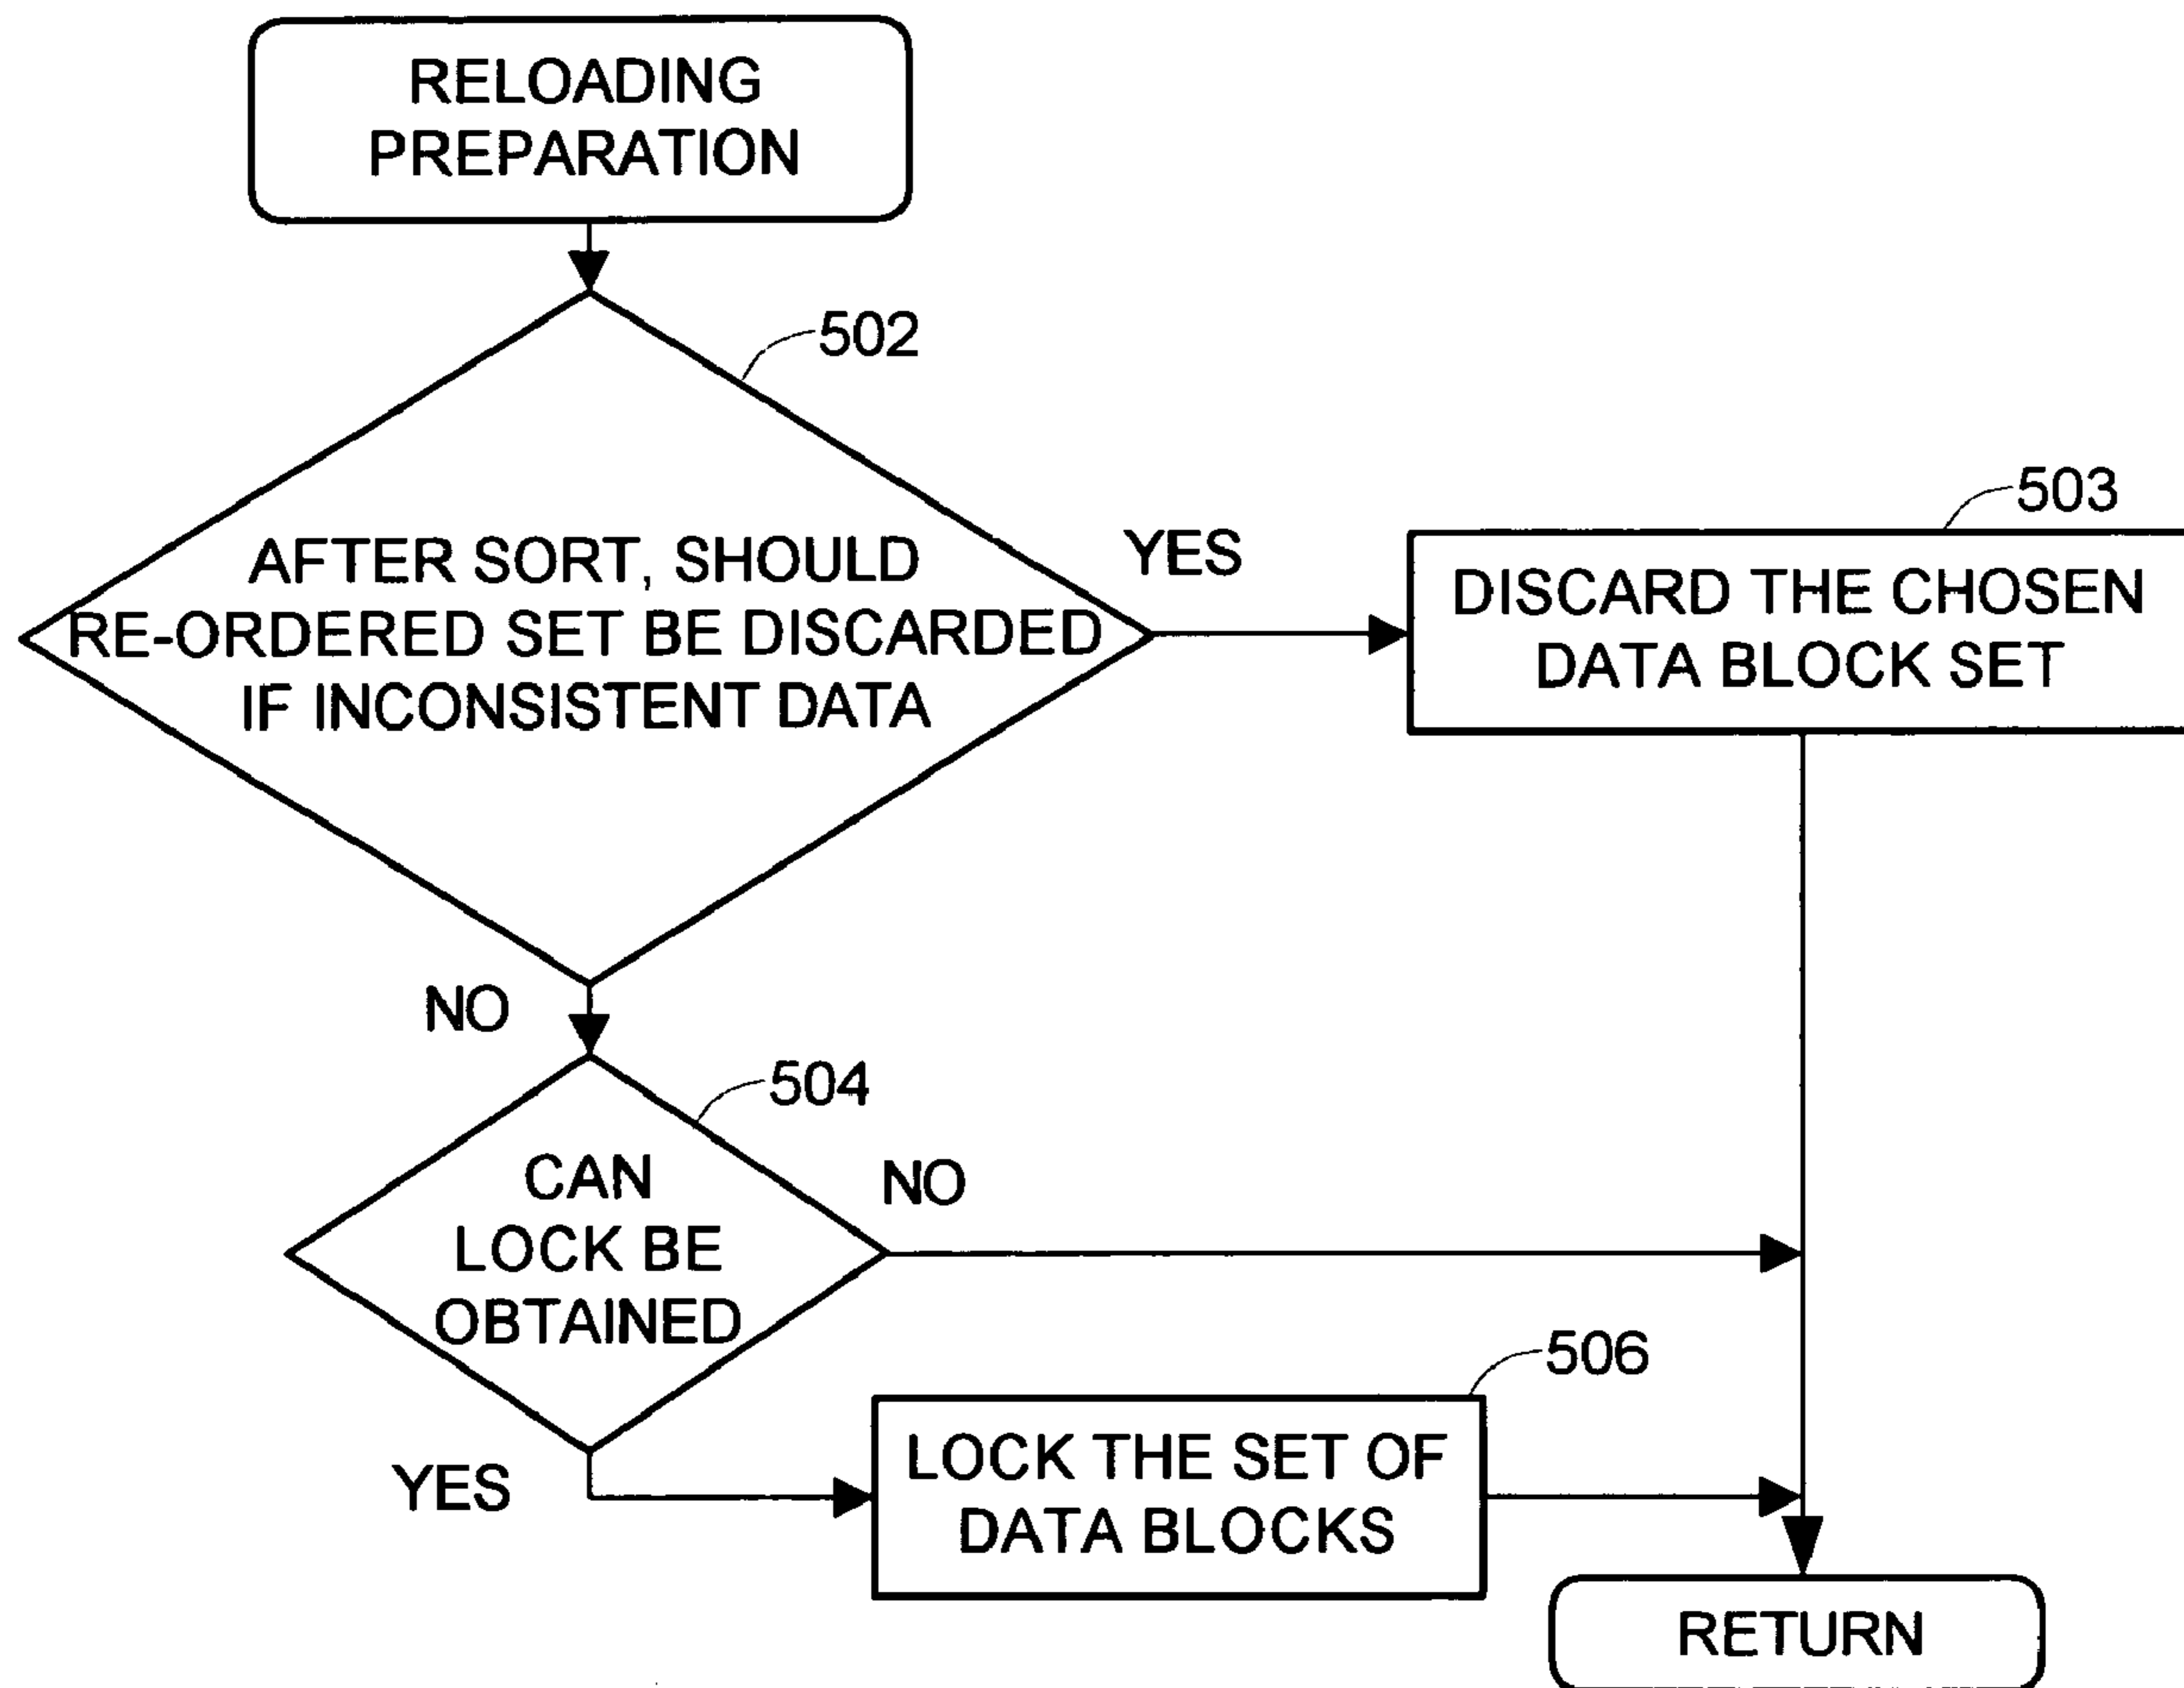 RELOADING
PREPARATION
502
AFTER SORT, SHOULD
RE-ORDERED SET BE DISCARDED
IF INCONSISTENT DATA
YES
503
DISCARD THE CHOSEN
DATA BLOCK SET
NO
504
CAN
LOCK BE
OBTAINED
NO
YES
506
LOCK THE SET OF
DATA BLOCKS
RETURN